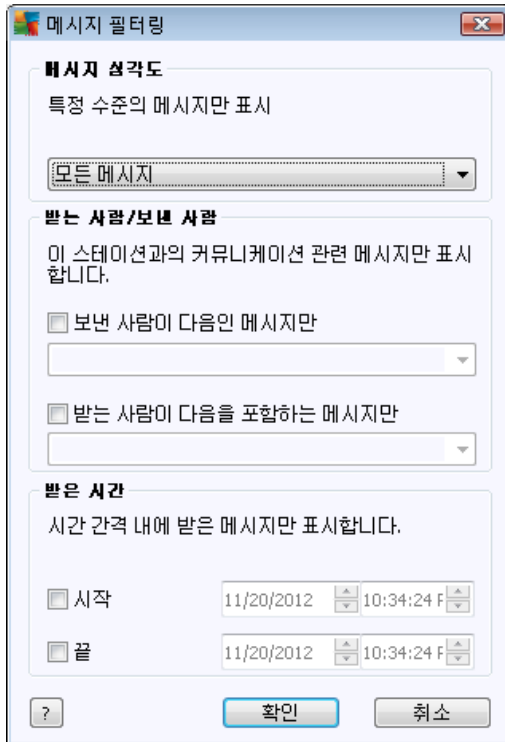 메시지 필터링
메시지 심각도
특정 수준의 메시지만 표시
모든 메시지
받는 사람/보낸 사람
이 스테이션과의 커뮤니케이션 관련 메시지만 표시
합니다.
보낸 사람이 다음인 메시지만
받는 사람이 다음을 포함하는 메시지만
받은 시간
시간 간격 내에 받은 메시지만 표시합니다.
시작 11/20/2012 10:34:24 F
끝 11/20/2012 10:34:24 F
? 확인 취소